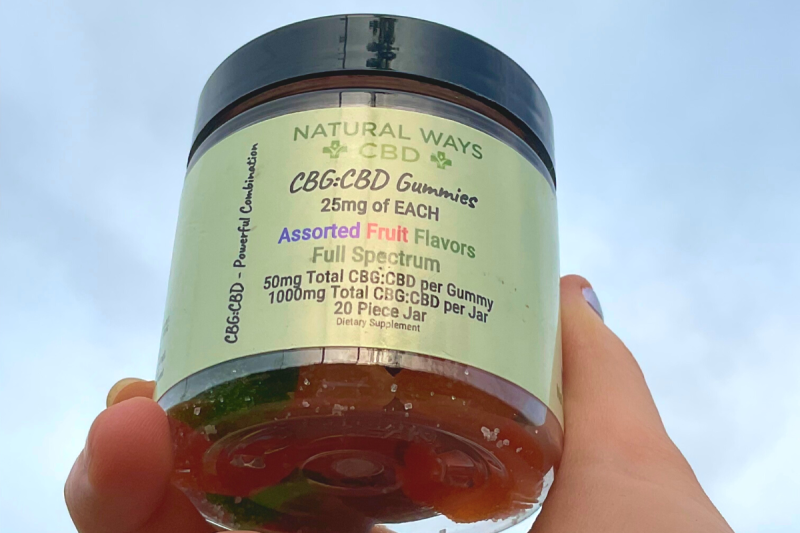 NATURAL WAYS
CBD
CBG:CBD Gummies
25mg of EACH
Assorted Fruit Flavors
Full Spectrum
50mg Total CBG:CBD per Gummy
1000mg Total CBG:CBD per Jar
20 Piece Jar
Dietary Supplement
CBG:CBD - Powerful Combination